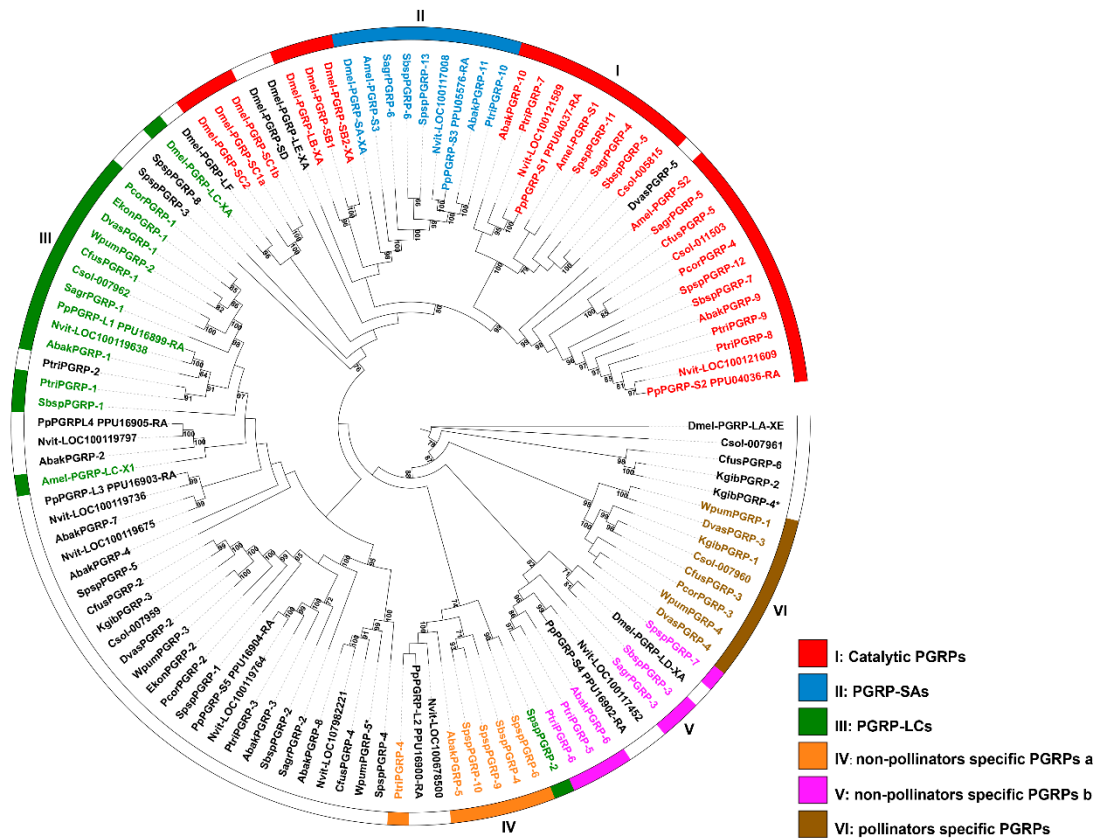 II
I
III
IV
V
VI
Dmel-PGRP-LF
Dmel-PGRP-SC2
Dmel-PGRP-SC1a
Dmel-PGRP-SC1b
Dmel-PGRP-SD
Dmel-PGRP-LE-XA
Dmel-PGRP-LB-XA
Dmel-PGRP-SB1
Dmel-PGRP-SB2-XA
Dmel-PGRP-SA-XA
Amel-PGRP-S3
SagrPGRP-6
SbspPGRP-6
SpspPGRP-13
Nvit-LOC100117008
PpPGRP-S3 PPU05576-RA
AbakPGRP-11
PtriPGRP-10
AbakPGRP-10
PtriPGRP-7
Nvit-LOC100121589
PpPGRP-S1 PPU04037-RA
Amel-PGRP-S1
SpspPGRP-11
SagrPGRP-4
SbspPGRP-5
Csol-005815
DvasPGRP-5
Amel-PGRP-S2
SagrPGRP-5
CfusPGRP-5
Csol-011503
PcorPGRP-4
SpspPGRP-12
SbspPGRP-7
AbakPGRP-9
PtriPGRP-9
PtriPGRP-8
Nvit-LOC100121609
PpPGRP-S2 PPU04036-RA
Dmel-PGRP-LA-XE
Csol-007961
CfusPGRP-6
KgibPGRP-2
KgibPGRP-4*
WpumPGRP-1
DvasPGRP-3
KgibPGRP-1
Csol-007960
CfusPGRP-3
PcorPGRP-3
WpumPGRP-4
DvasPGRP-4
SpspPGRP-7
Dmel-PGRP-LD-XA
SbspPGRP-3
SagrPGRP-3
Nvit-LOC100117452
PpPGRP-S4 PPU16902-RA
AbakPGRP-6
PtriPGRP-5
PtriPGRP-6
SpspPGRP-2
SpspPGRP-6
SbspPGRP-4
SpspPGRP-9
SpspPGRP-10
AbakPGRP-5
Nvit-LOC100678500
PpPGRP-L2 PPU16900-RA
PtriPGRP-4
SpspPGRP-4
WpumPGRP-5*
CfusPGRP-4
Nvit-LOC107982221
AbakPGRP-8
SagrPGRP-2
SbspPGRP-2
AbakPGRP-3
PtriPGRP-3
Nvit-LOC100119764
PpPGRP-S5 PPU16904-RA
SpspPGRP-1
PcorPGRP-2
EkonPGRP-2
WpumPGRP-3
DvasPGRP-2
Csol-007959
KgibPGRP-3
CfusPGRP-2
SpspPGRP-5
AbakPGRP-4
Nvit-LOC100119675
AbakPGRP-7
Nvit-LOC100119736
PpPGRP-L3 PPU16903-RA
Amel-PGRP-LC-X1
AbakPGRP-2
Nvit-LOC100119797
PpPGRPL4 PPU16905-RA
SbspPGRP-1
PtriPGRP-1
PtriPGRP-2
AbakPGRP-1
Nvit-LOC100119638
PpPGRP-L1 PPU16899-RA
SagrPGRP-1
Csol-007962
CfusPGRP-1
WpumPGRP-2
DvasPGRP-1
EkonPGRP-1
PcorPGRP-1
SpspPGRP-3
SpspPGRP-8
Dmel-PGRP-LC-XA
I: Catalytic PGRPs
II: PGRP-SAs
III: PGRP-LCs
IV: non-pollinators specific PGRPs a
V: non-pollinators specific PGRPs b
VI: pollinators specific PGRPs